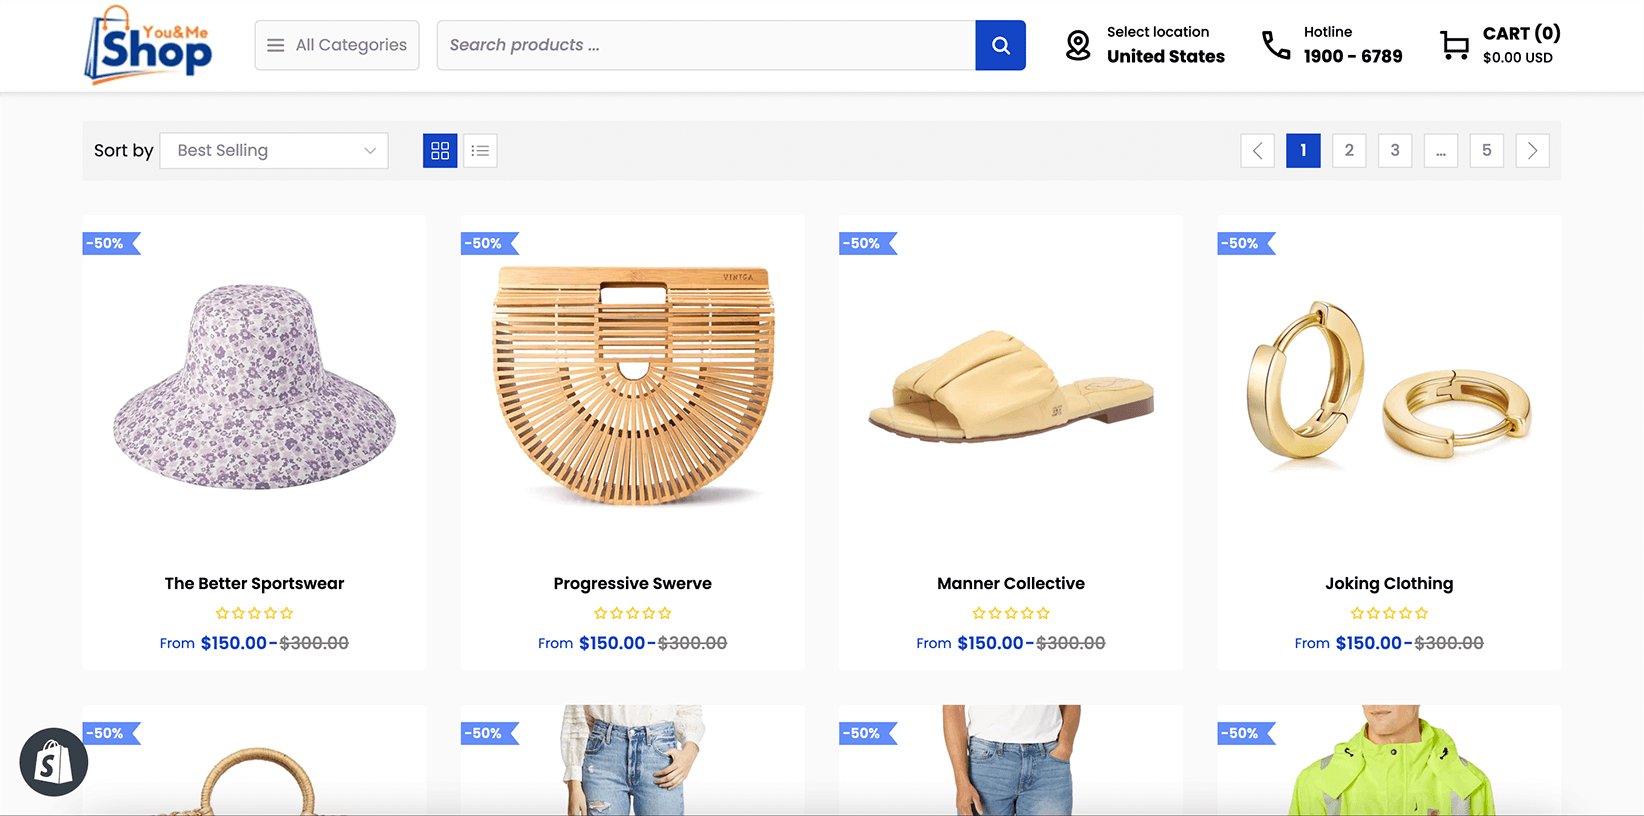 You&Me
Shop
All Categories
Search products ...
Select location
United States
Hotline
1900 - 6789
CART (0)
$0.00 USD
Sort by
Best Selling
1
2
3
...
5
-50%
-50%
-50%
-50%
VINTGA
The Better Sportswear
Progressive Swerve
Manner Collective
Joking Clothing
From $150.00-$300.00
From $150.00-$300.00
From $150.00-$300.00
From $150.00-$300.00
-50%
-50%
-50%
-50%
S